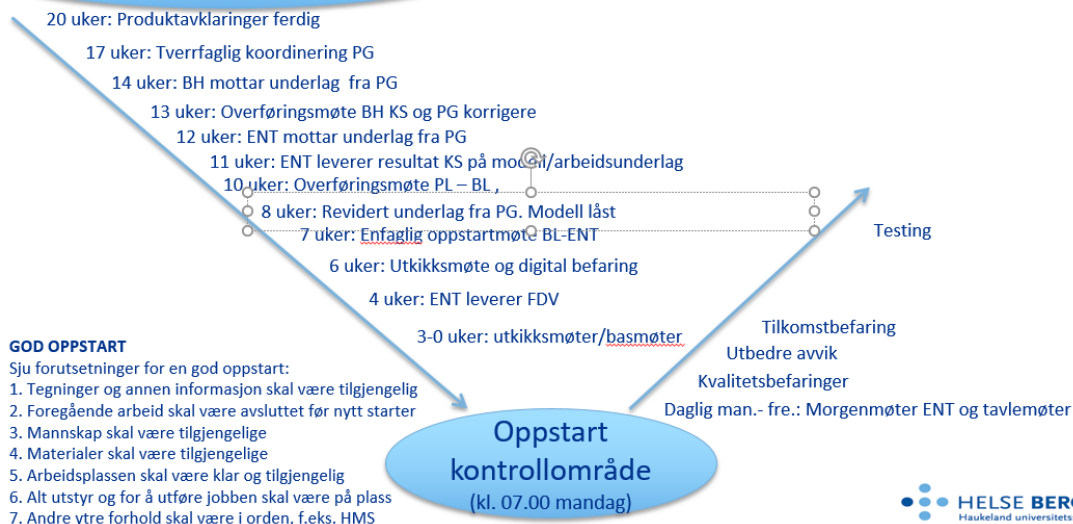 20 uker: Produktavklaringer ferdig
17 uker: Tverrfaglig koordinering PG
14 uker: BH mottar underlag fra PG
13 uker: Overføringsmøte BH KS og PG korrigere
12 uker: ENT mottar underlag fra PG
11 uker: ENT leverer resultat KS på modell/arbeidsunderlag
10 uker: Overføringsmøte PL – BL ,
8 uker: Revidert underlag fra PG. Modell låst
7 uker: Enfaglig oppstartmøte BL-ENT
6 uker: Utkikksmøte og digital befaring
4 uker: ENT leverer FDV
3-0 uker: utkikksmøter/basmøter
Testing
Tilkomstbefaring
Utbedre avvik
Kvalitetsbefaringer
Daglig man.- fre.: Morgenmøter ENT og tavlemøter
GOD OPPSTART
Sju forutsetninger for en god oppstart:
1. Tegninger og annen informasjon skal være tilgjengelig
2. Foregående arbeid skal være avsluttet før nytt starter
3. Mannskap skal være tilgjengelige
4. Materialer skal være tilgjengelige
5. Arbeidsplassen skal være klar og tilgjengelig
6. Alt utstyr og for å utføre jobben skal være på plass
7. Andre ytre forhold skal være i orden, f.eks. HMS
Oppstart
kontrollområde
(kl. 07.00 mandag)
HELSE BERG
Haukeland universitets